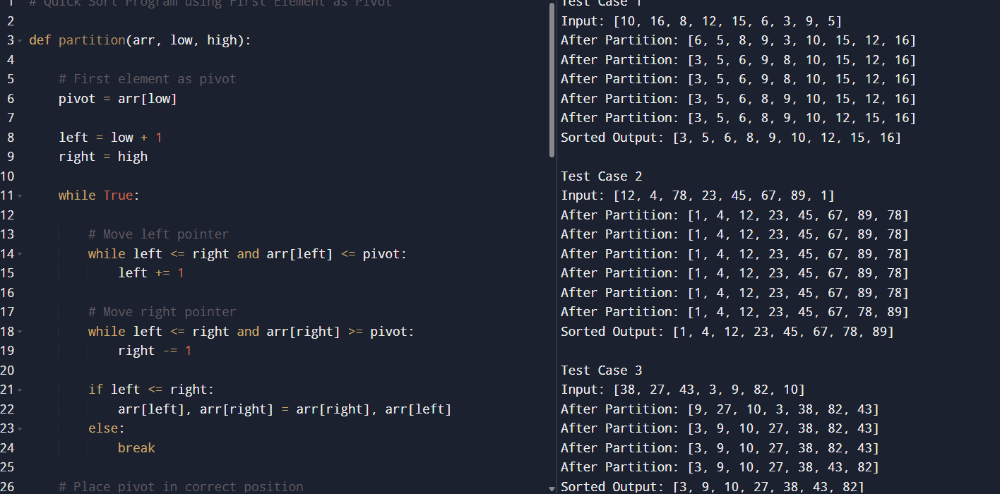 1 # Quick Sort Program using First Element as Pivot
2
3 def partition(arr, low, high):
4
5 # First element as pivot
6 pivot = arr[low]
7
8 left = low + 1
9 right = high
10
11 while True:
12
13 # Move left pointer
14 while left <= right and arr[left] <= pivot:
15 left += 1
16
17 # Move right pointer
18 while left <= right and arr[right] >= pivot:
19 right -= 1
20
21 if left <= right:
22 arr[left], arr[right] = arr[right], arr[left]
23 else:
24 break
25
26 # Place pivot in correct position
Test Case 1
Input: [10, 16, 8, 12, 15, 6, 3, 9, 5]
After Partition: [6, 5, 8, 9, 3, 10, 15, 12, 16]
After Partition: [3, 5, 6, 9, 8, 10, 15, 12, 16]
After Partition: [3, 5, 6, 9, 8, 10, 15, 12, 16]
After Partition: [3, 5, 6, 8, 9, 10, 15, 12, 16]
After Partition: [3, 5, 6, 8, 9, 10, 12, 15, 16]
Sorted Output: [3, 5, 6, 8, 9, 10, 12, 15, 16]
Test Case 2
Input: [12, 4, 78, 23, 45, 67, 89, 1]
After Partition: [1, 4, 12, 23, 45, 67, 89, 78]
After Partition: [1, 4, 12, 23, 45, 67, 89, 78]
After Partition: [1, 4, 12, 23, 45, 67, 89, 78]
After Partition: [1, 4, 12, 23, 45, 67, 89, 78]
After Partition: [1, 4, 12, 23, 45, 67, 89, 78]
After Partition: [1, 4, 12, 23, 45, 67, 78, 89]
Sorted Output: [1, 4, 12, 23, 45, 67, 78, 89]
Test Case 3
Input: [38, 27, 43, 3, 9, 82, 10]
After Partition: [9, 27, 10, 3, 38, 82, 43]
After Partition: [3, 9, 10, 27, 38, 82, 43]
After Partition: [3, 9, 10, 27, 38, 82, 43]
After Partition: [3, 9, 10, 27, 38, 43, 82]
Sorted Output: [3, 9, 10, 27, 38, 43, 82]